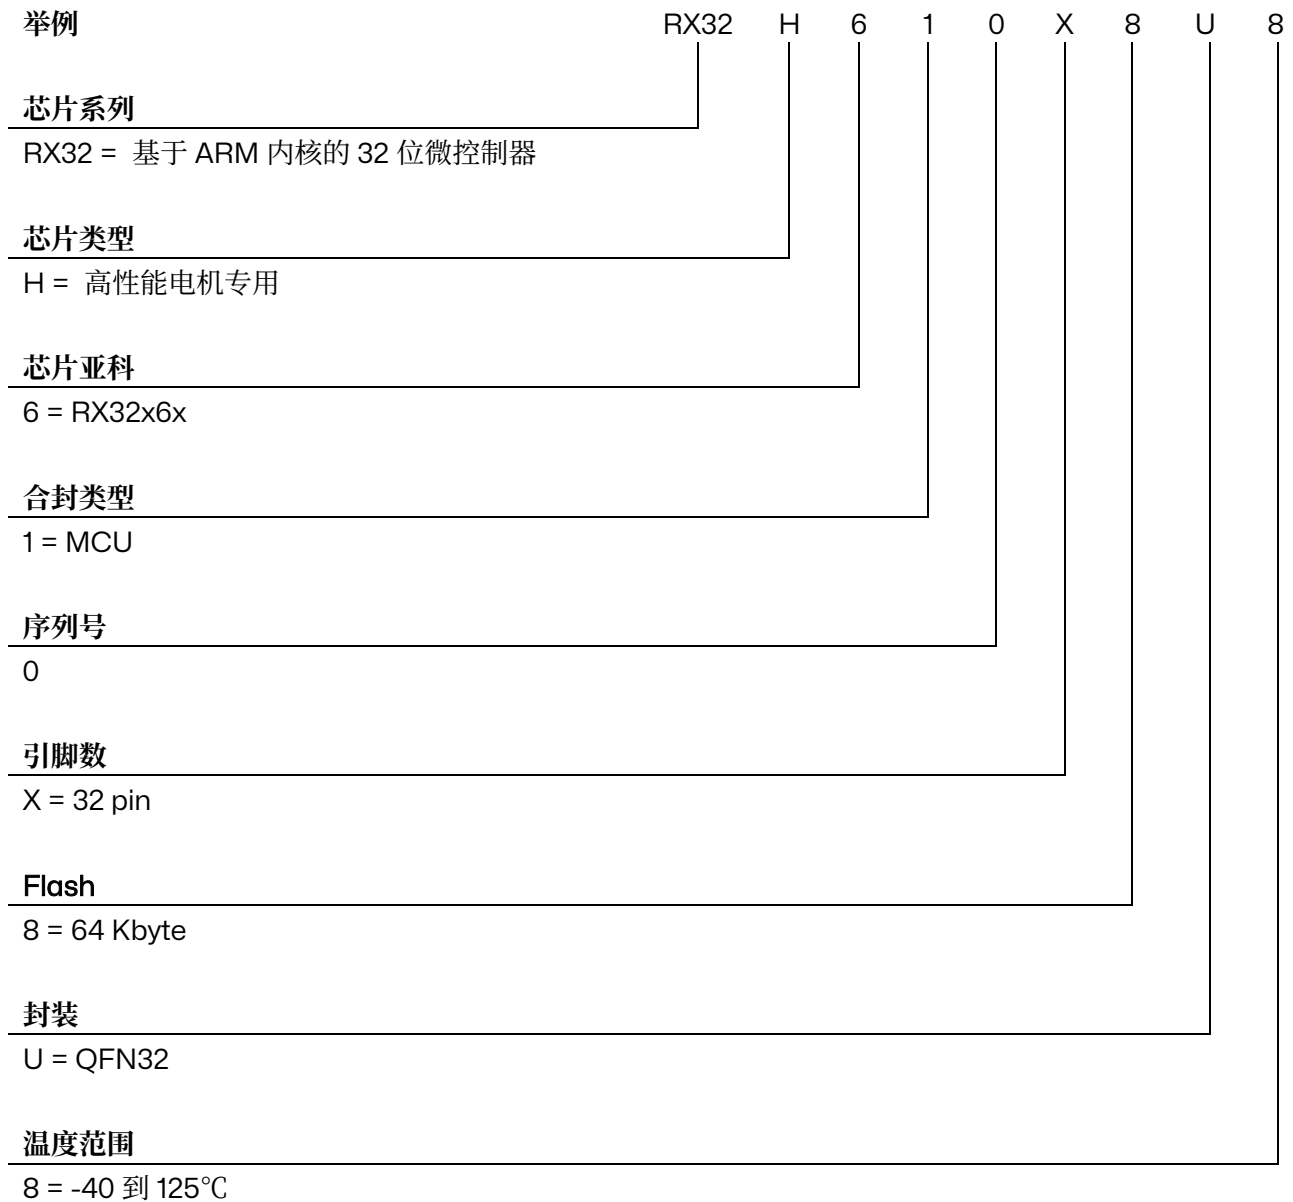 举例 RX32 H 6 1 0 X 8 U 8
芯片系列
RX32 = 基于 ARM 内核的 32 位微控制器
芯片类型
H = 高性能电机专用
芯片亚科
6 = RX32x6x
合封类型
1 = MCU
序列号
0
引脚数
X = 32 pin
Flash
8 = 64 Kbyte
封装
U = QFN32
温度范围
8 = -40 到 125℃